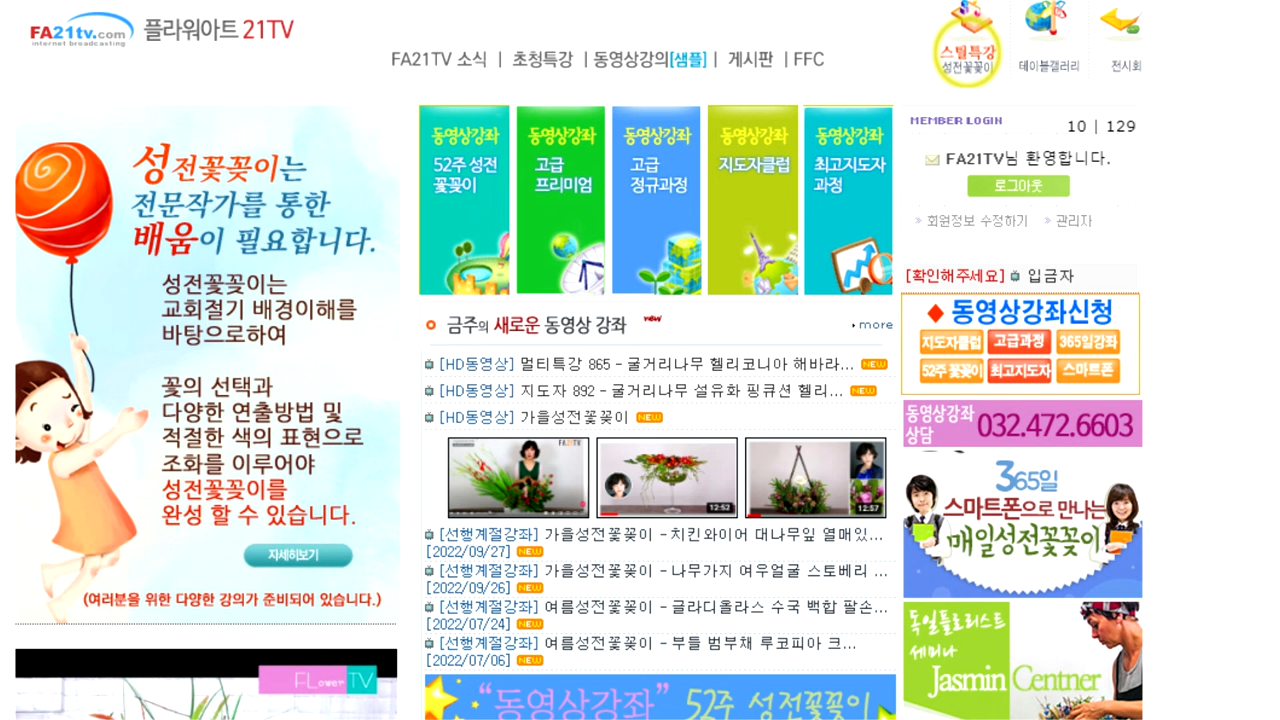 FA21tv.com
internet broadcasting
플라워아트 21TV
FA21TV 소식 | 초청특강 | 동영상강의[샘플] | 게시판 | FFC
스팟특강
성전꽃꽂이
테이블갤러리
전시회
성전꽃꽂이는
전문작가를 통한
배움이 필요합니다.
성전꽃꽂이는
교회절기 배경이해를
바탕으로하여
꽃의 선택과
다양한 연출방법 및
적절한 색의 표현으로
조화를 이루어야
성전꽃꽂이를
완성 할 수 있습니다.
자세히보기
(여러분을 위한 다양한 강의가 준비되어 있습니다.)
FLower TV
동영상강좌
52주 성전
꽃꽂이
동영상강좌
고급
프리미엄
동영상강좌
고급
정규과정
동영상강좌
지도자클럽
동영상강좌
최고지도자
과정
금주의 새로운 동영상 강좌 new
more
[HD동영상] 멀티특강 865 - 굴거리나무 헬리코니아 해바라... NEW
[HD동영상] 지도자 892 - 굴거리나무 설유화 핑큐션 헬리... NEW
[HD동영상] 가을성전꽃꽂이 NEW
FA21TV
12:52
12:57
[선행계절강좌] 가을성전꽃꽂이 - 치킨와이어 대나무잎 열매있...
[2022/09/27] NEW
[선행계절강좌] 가을성전꽃꽂이 - 나무가지 여우얼굴 스토베리 ...
[2022/09/26] NEW
[선행계절강좌] 여름성전꽃꽂이 - 글라디올라스 수국 백합 팔손...
[2022/07/24] NEW
[선행계절강좌] 여름성전꽃꽂이 - 부들 범부채 루코피아 크...
[2022/07/06] NEW
"동영상강좌" 52주 성전꽃꽂이
MEMBER LOGIN
10 | 129
FA21TV님 환영합니다.
로그아웃
» 회원정보 수정하기 » 관리자
[확인해주세요] 입금자
◆ 동영상강좌신청
지도자클럽 고급과정 365일강좌
52주 꽃꽂이 최고지도자 스마트폰
동영상강좌
상담
032.472.6603
365일
스마트폰으로 만나는
매일성전꽃꽂이
독일플로리스트
세미나
Jasmin Centner